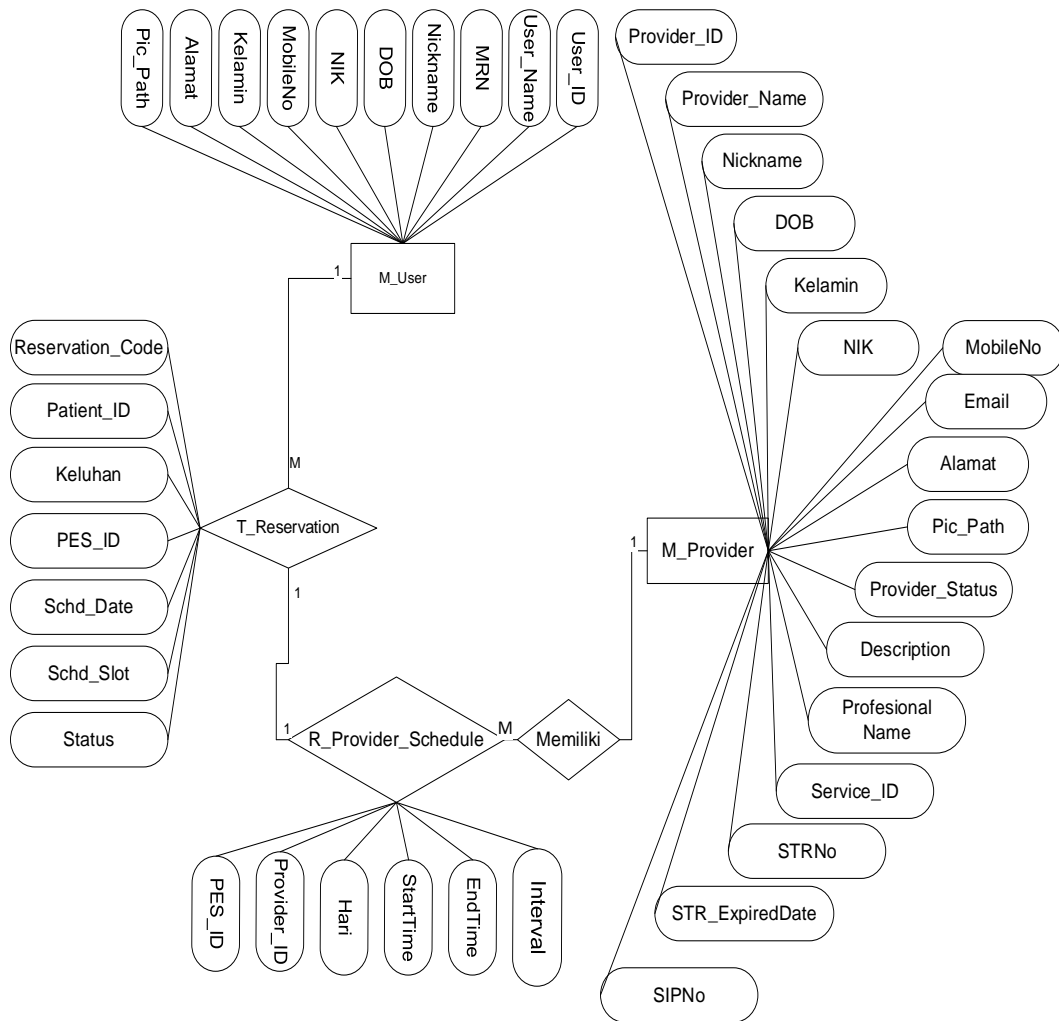 Pic_Path
Alamat
Kelamin
MobileNo
NIK
DOB
Nickname
MRN
User_Name
User_ID
M_User
1
M
T_Reservation
1
Reservation_Code
Patient_ID
Keluhan
PES_ID
Schd_Date
Schd_Slot
Status
1
R_Provider_Schedule
M
Memiliki
1
M_Provider
PES_ID
Provider_ID
Hari
StartTime
EndTime
Interval
Provider_ID
Provider_Name
Nickname
DOB
Kelamin
NIK
MobileNo
Email
Alamat
Pic_Path
Provider_Status
Description
Profesional
Name
Service_ID
STRNo
STR_ExpiredDate
SIPNo